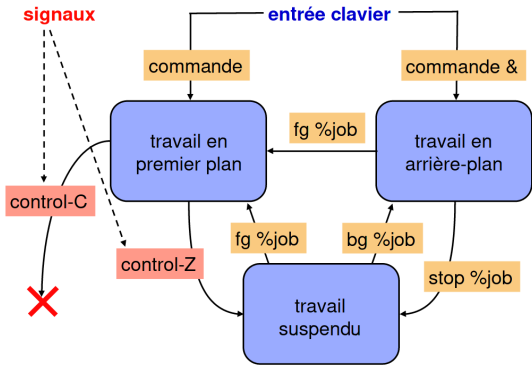 signaux
entrée clavier
commande
commande &
travail en
premier plan
fg %job
travail en
arrière-plan
control-C
control-Z
fg %job
bg %job
stop %job
travail
suspendu